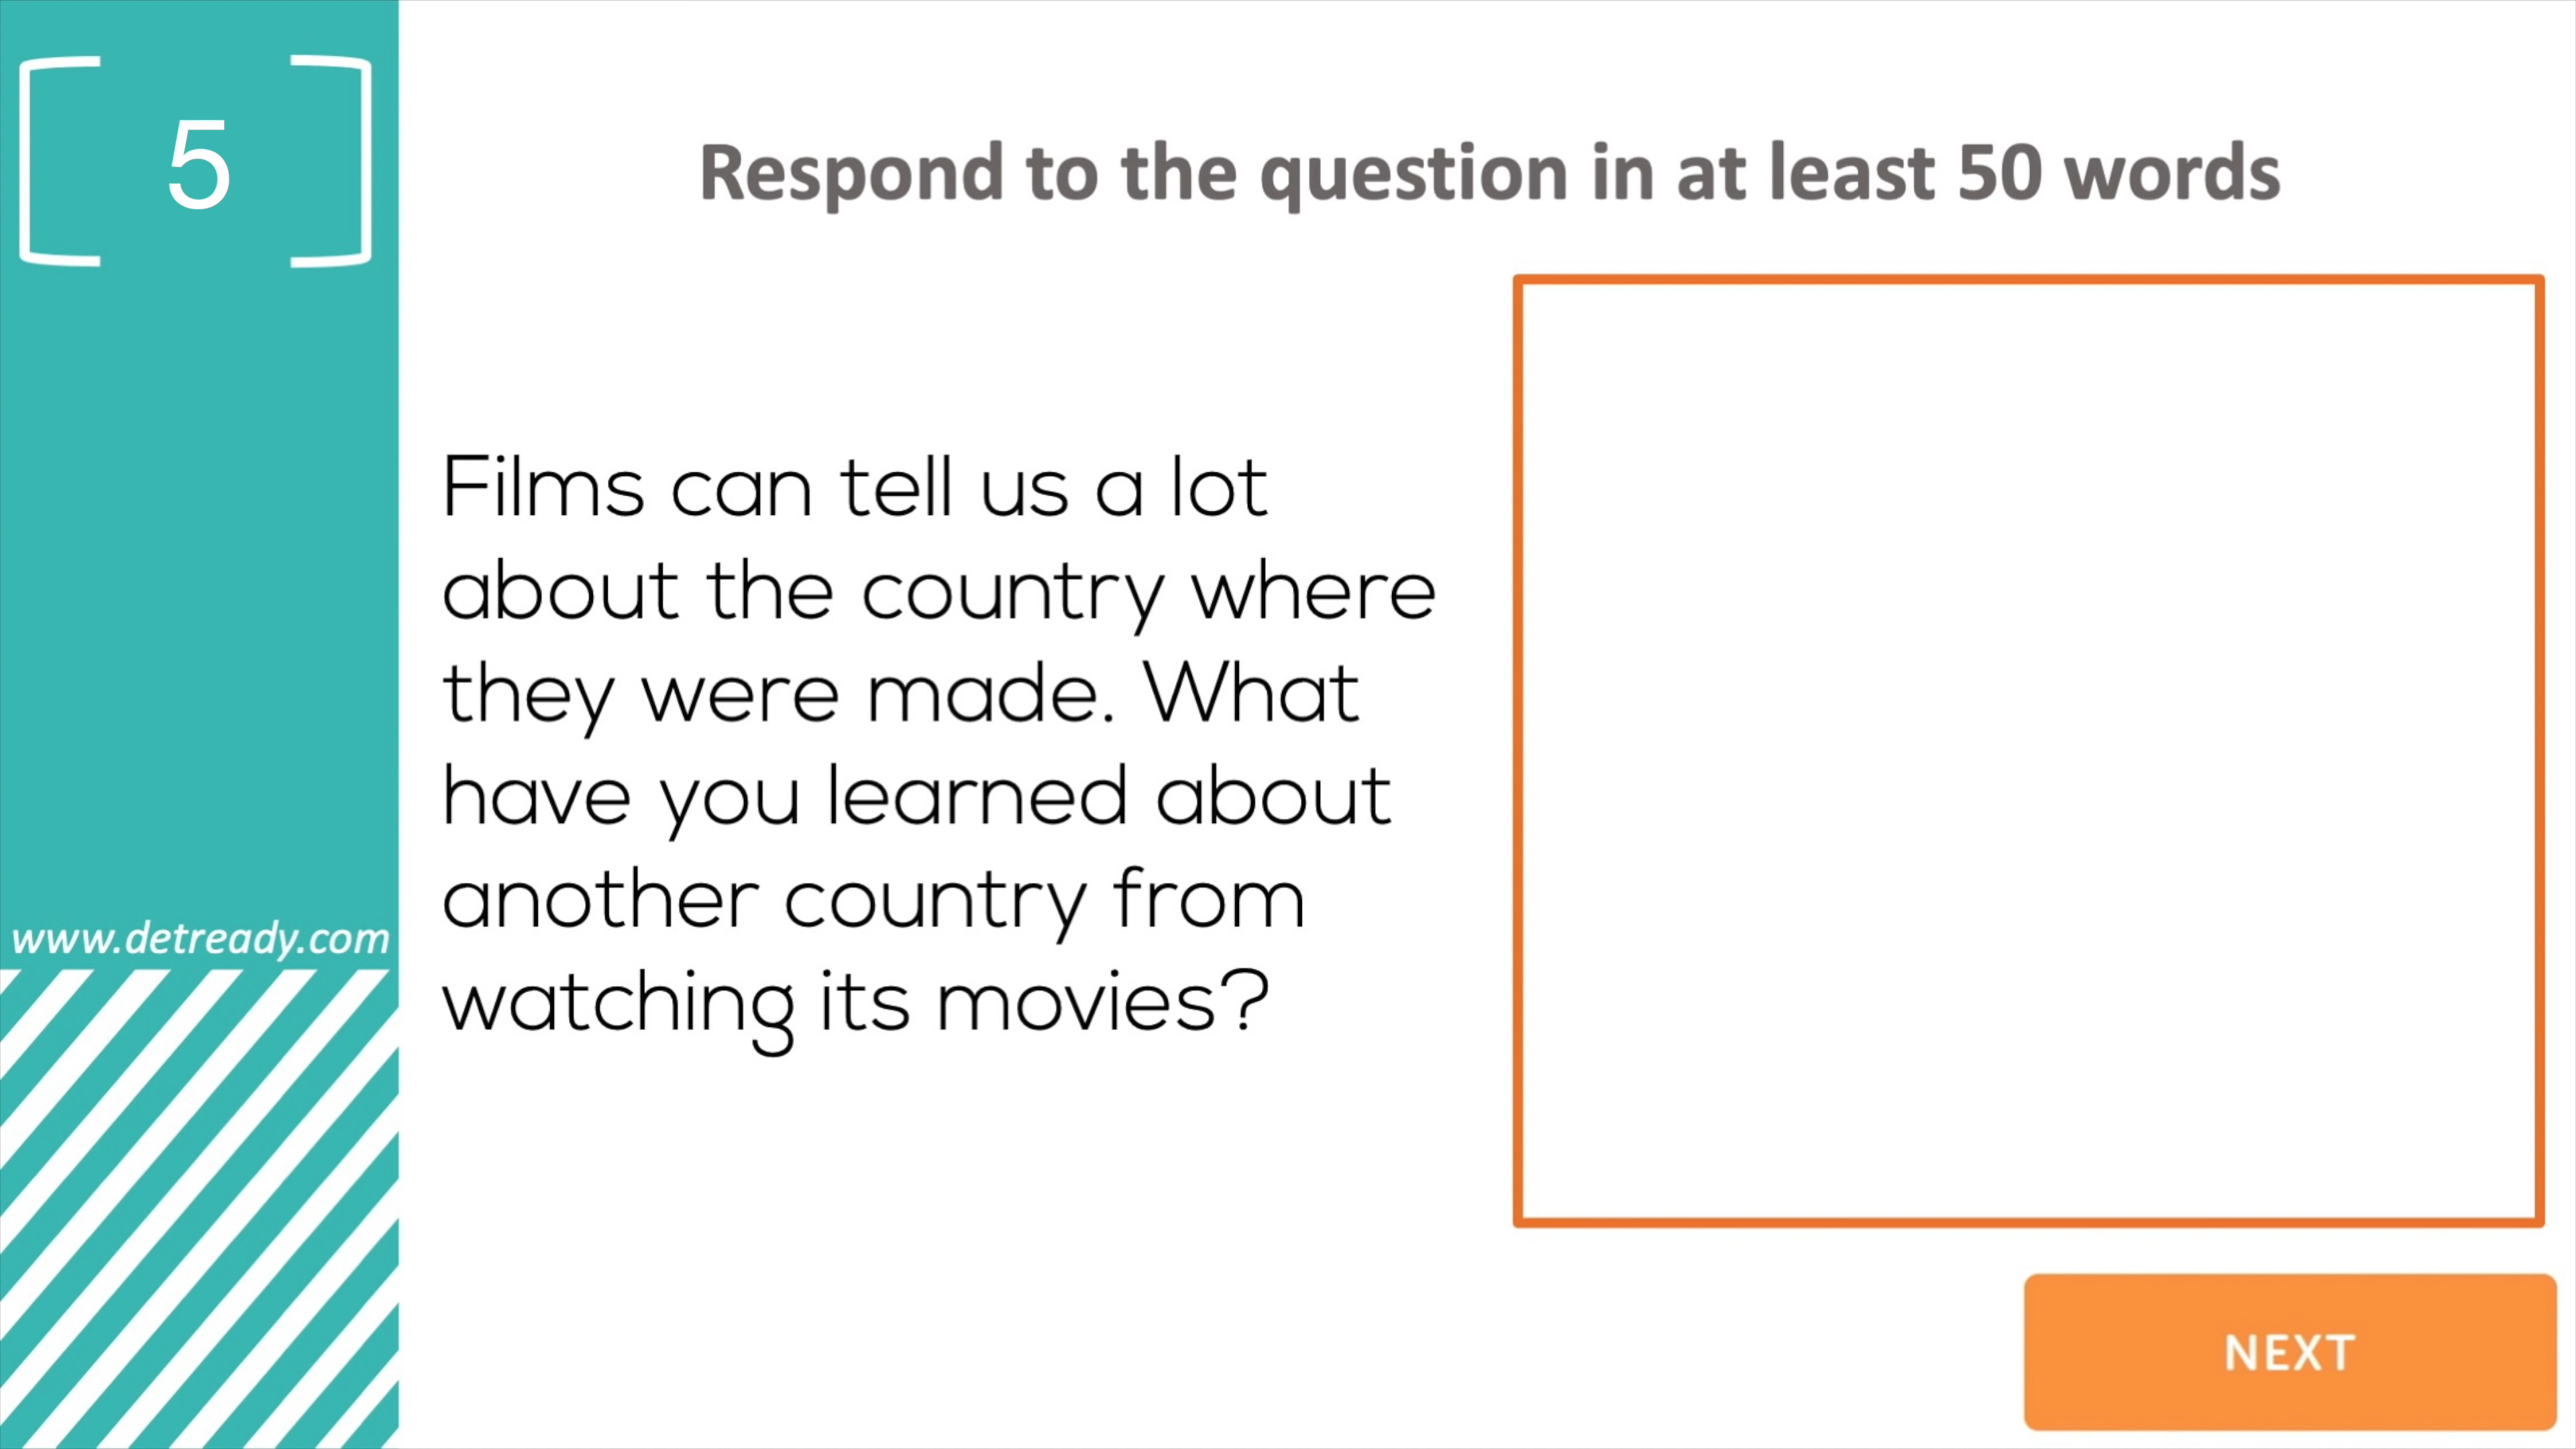 5
Respond to the question in at least 50 words
Films can tell us a lot
about the country where
they were made. What
have you learned about
another country from
watching its movies?
www.detready.com
NEXT